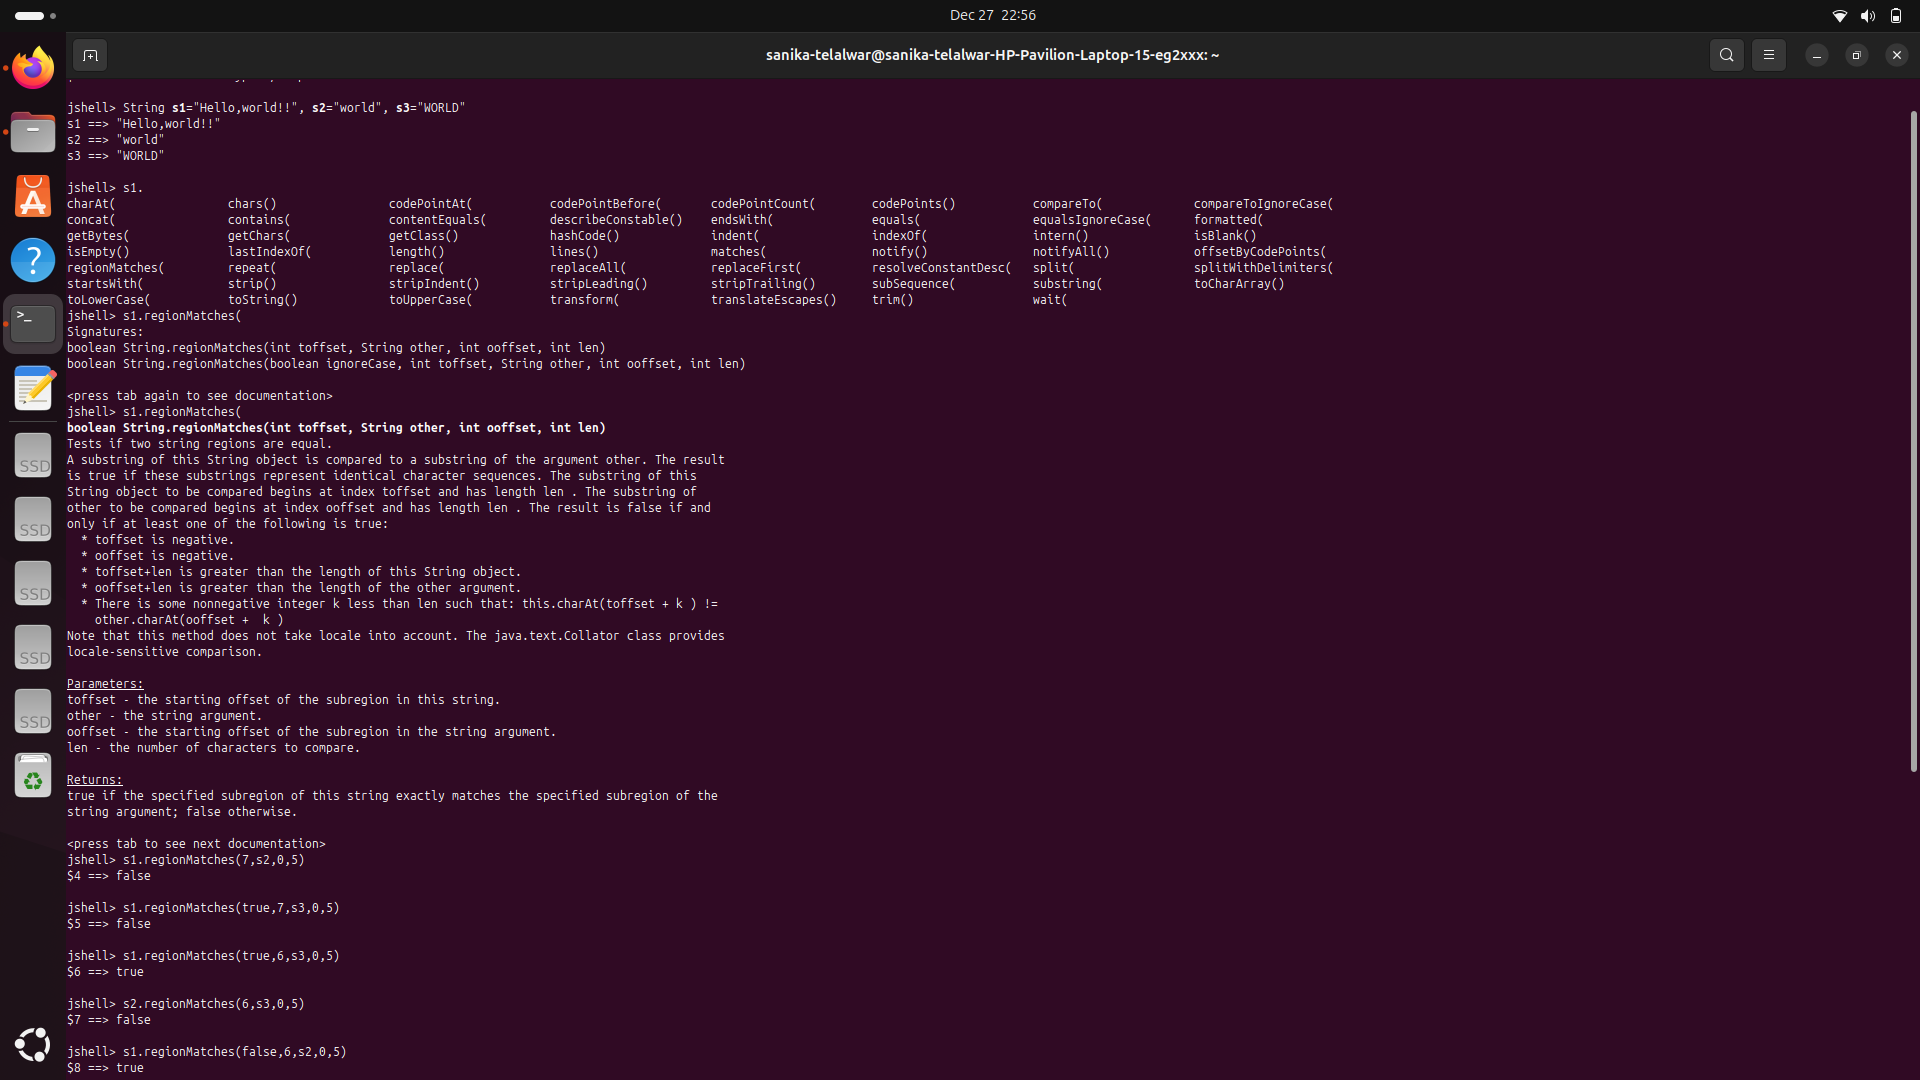 Dec 27 22:56
sanika-telalwar@sanika-telalwar-HP-Pavilion-Laptop-15-eg2xxx: ~
jshell> String s1="Hello,world!!", s2="world", s3="WORLD"
s1 ==> "Hello,world!!"
s2 ==> "world"
s3 ==> "WORLD"
jshell> s1.
charAt( chars() codePointAt( codePointBefore( codePointCount( codePoints() compareTo( compareToIgnoreCase(
concat( contains( contentEquals( describeConstable() endsWith( equals( equalsIgnoreCase( formatted(
getBytes( getChars( getClass() hashCode() indent( indexOf( intern() isBlank()
isEmpty() lastIndexOf( length() lines() matches( notify() notifyAll() offsetByCodePoints(
regionMatches( repeat( replace( replaceAll( replaceFirst( resolveConstantDesc( split( splitWithDelimiters(
startsWith( strip() stripIndent() stripLeading() stripTrailing() subSequence( substring( toCharArray()
toLowerCase( toString() toUpperCase( transform( translateEscapes() trim() wait(
jshell> s1.regionMatches(
Signatures:
boolean String.regionMatches(int toffset, String other, int ooffset, int len)
boolean String.regionMatches(boolean ignoreCase, int toffset, String other, int ooffset, int len)
<press tab again to see documentation>
jshell> s1.regionMatches(
boolean String.regionMatches(int toffset, String other, int ooffset, int len)
Tests if two string regions are equal.
A substring of this String object is compared to a substring of the argument other. The result
is true if these substrings represent identical character sequences. The substring of this
String object to be compared begins at index toffset and has length len . The substring of
other to be compared begins at index ooffset and has length len . The result is false if and
only if at least one of the following is true:
* toffset is negative.
* ooffset is negative.
* toffset+len is greater than the length of this String object.
* ooffset+len is greater than the length of the other argument.
* There is some nonnegative integer k less than len such that: this.charAt(toffset + k ) !=
other.charAt(ooffset +  k )
Note that this method does not take locale into account. The java.text.Collator class provides
locale-sensitive comparison.
Parameters:
toffset - the starting offset of the subregion in this string.
other - the string argument.
ooffset - the starting offset of the subregion in the string argument.
len - the number of characters to compare.
Returns:
true if the specified subregion of this string exactly matches the specified subregion of the
string argument; false otherwise.
<press tab to see next documentation>
jshell> s1.regionMatches(7,s2,0,5)
$4 ==> false
jshell> s1.regionMatches(true,7,s3,0,5)
$5 ==> false
jshell> s1.regionMatches(true,6,s3,0,5)
$6 ==> true
jshell> s2.regionMatches(6,s3,0,5)
$7 ==> false
jshell> s1.regionMatches(false,6,s2,0,5)
$8 ==> true
SSD
SSD
SSD
SSD
SSD